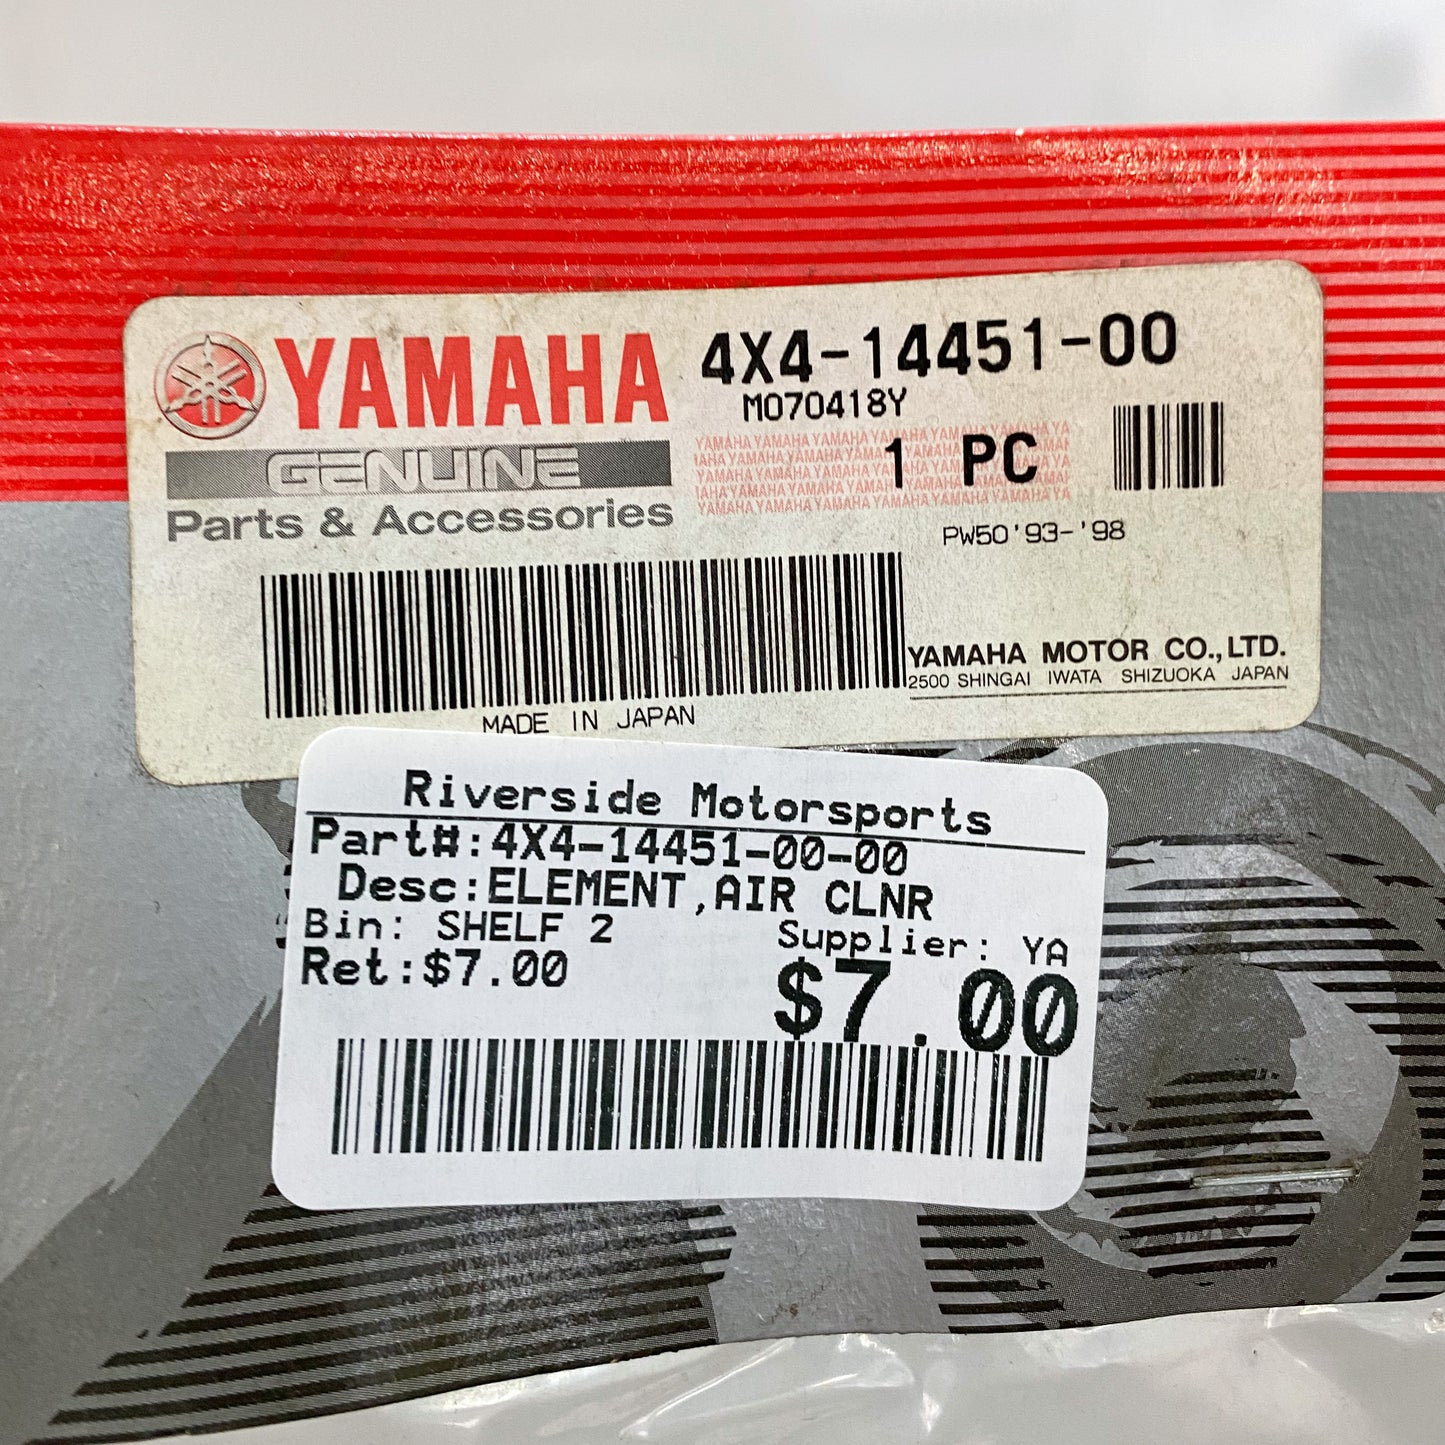 YAMAHA 4X4-14451-00
M070418Y
GENUINE
1 PC
Parts & Accessories
PW50'93-'98
YAMAHA MOTOR CO., LTD.
2500 SHINGAI IWATA SHIZUOKA JAPAN
MADE IN JAPAN
Riverside Motorsports
Part#:4X4-14451-00-00
Desc:ELEMENT,AIR CLNR
Bin: SHELF 2 Supplier: YA
Ret:$7.00 $7.00